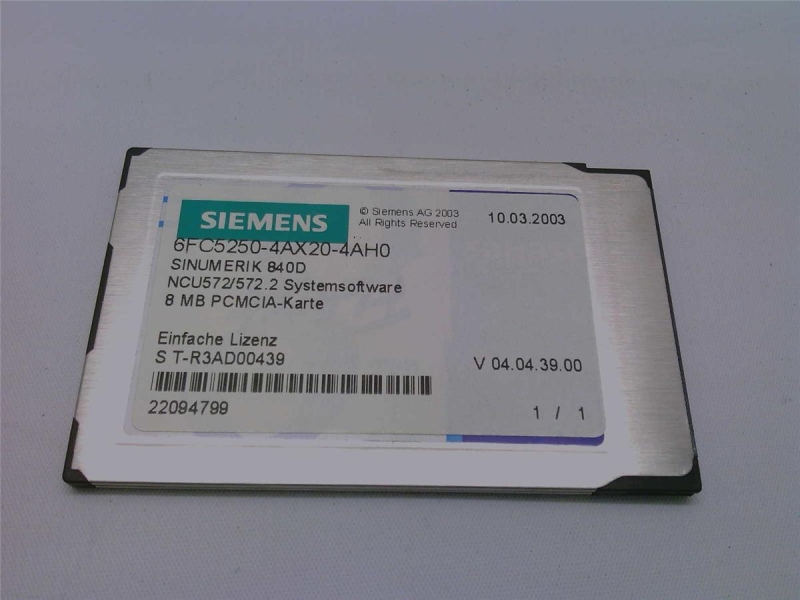 SIEMENS
© Siemens AG 2003
All Rights Reserved
10.03.2003
6FC5250-4AX20-4AH0
SINUMERIK 840D
NCU572/572.2 Systemsoftware
8 MB PCMCIA-Karte
Einfache Lizenz
S T-R3AD00439
V 04.04.39.00
22094799
1 / 1